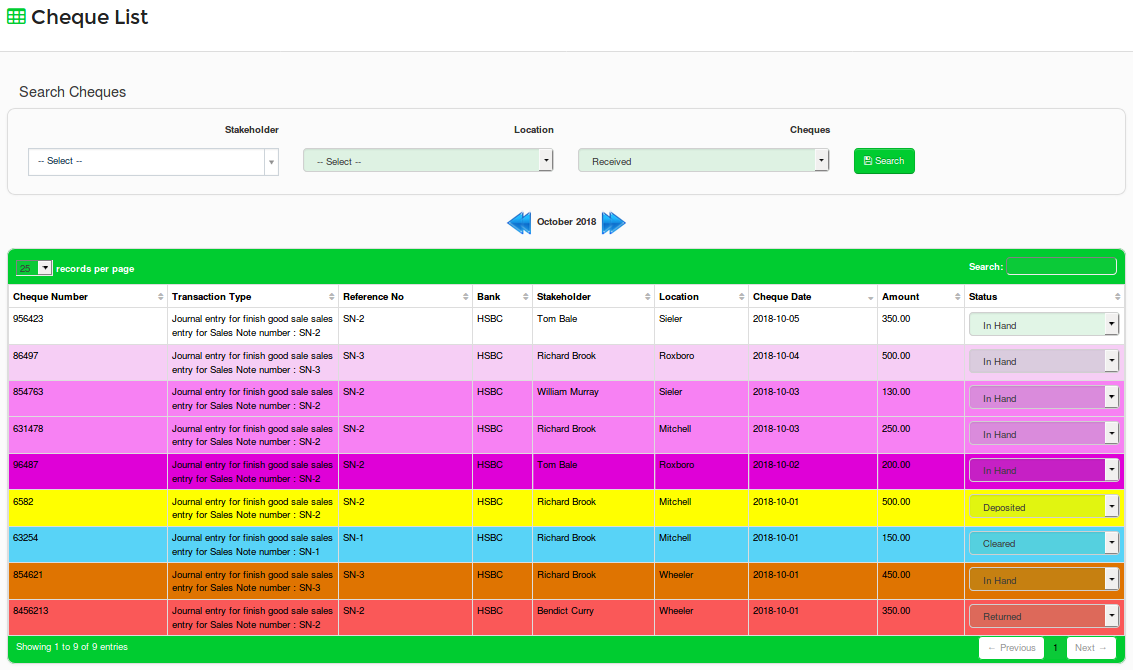 Cheque List
Search Cheques
Stakeholder Location Cheques
-- Select -- -- Select -- Received Search
October 2018
25 records per page Search:
Cheque Number Transaction Type Reference No Bank Stakeholder Location Cheque Date Amount Status
956423 Journal entry for finish good sale sales SN-2 HSBC Tom Bale Sieler 2018-10-05 350.00 In Hand
entry for Sales Note number : SN-2
86497 Journal entry for finish good sale sales SN-3 HSBC Richard Brook Roxboro 2018-10-04 500.00 In Hand
entry for Sales Note number : SN-3
854763 Journal entry for finish good sale sales SN-2 HSBC William Murray Sieler 2018-10-03 130.00 In Hand
entry for Sales Note number : SN-2
631478 Journal entry for finish good sale sales SN-2 HSBC Richard Brook Mitchell 2018-10-03 250.00 In Hand
entry for Sales Note number : SN-2
96487 Journal entry for finish good sale sales SN-2 HSBC Tom Bale Roxboro 2018-10-02 200.00 In Hand
entry for Sales Note number : SN-2
6582 Journal entry for finish good sale sales SN-2 HSBC Richard Brook Mitchell 2018-10-01 500.00 Deposited
entry for Sales Note number : SN-2
63254 Journal entry for finish good sale sales SN-1 HSBC Richard Brook Mitchell 2018-10-01 150.00 Cleared
entry for Sales Note number : SN-1
854621 Journal entry for finish good sale sales SN-3 HSBC Richard Brook Wheeler 2018-10-01 450.00 In Hand
entry for Sales Note number : SN-3
8456213 Journal entry for finish good sale sales SN-2 HSBC Bendict Curry Wheeler 2018-10-01 350.00 Returned
entry for Sales Note number : SN-2
Showing 1 to 9 of 9 entries ← Previous 1 Next →